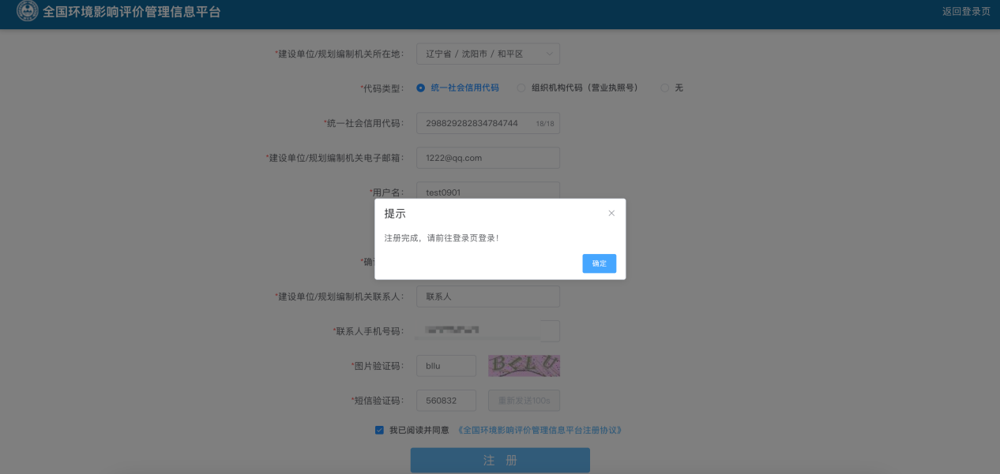 全国环境影响评价管理信息平台
返回登录页
*建设单位/规划编制机关所在地：
辽宁省 / 沈阳市 / 和平区
*代码类型：
统一社会信用代码
组织机构代码（营业执照号）
无
*统一社会信用代码：
298829282834784744
18/18
*建设单位/规划编制机关电子邮箱：
1222@qq.com
*用户名：
test0901
提示
注册完成，请前往登录页登录！
*确
确定
*建设单位/规划编制机关联系人：
联系人
*联系人手机号码：
*图片验证码：
bllu
BLLU
*短信验证码：
560832
重新发送100s
我已阅读并同意 《全国环境影响评价管理信息平台注册协议》
注 册